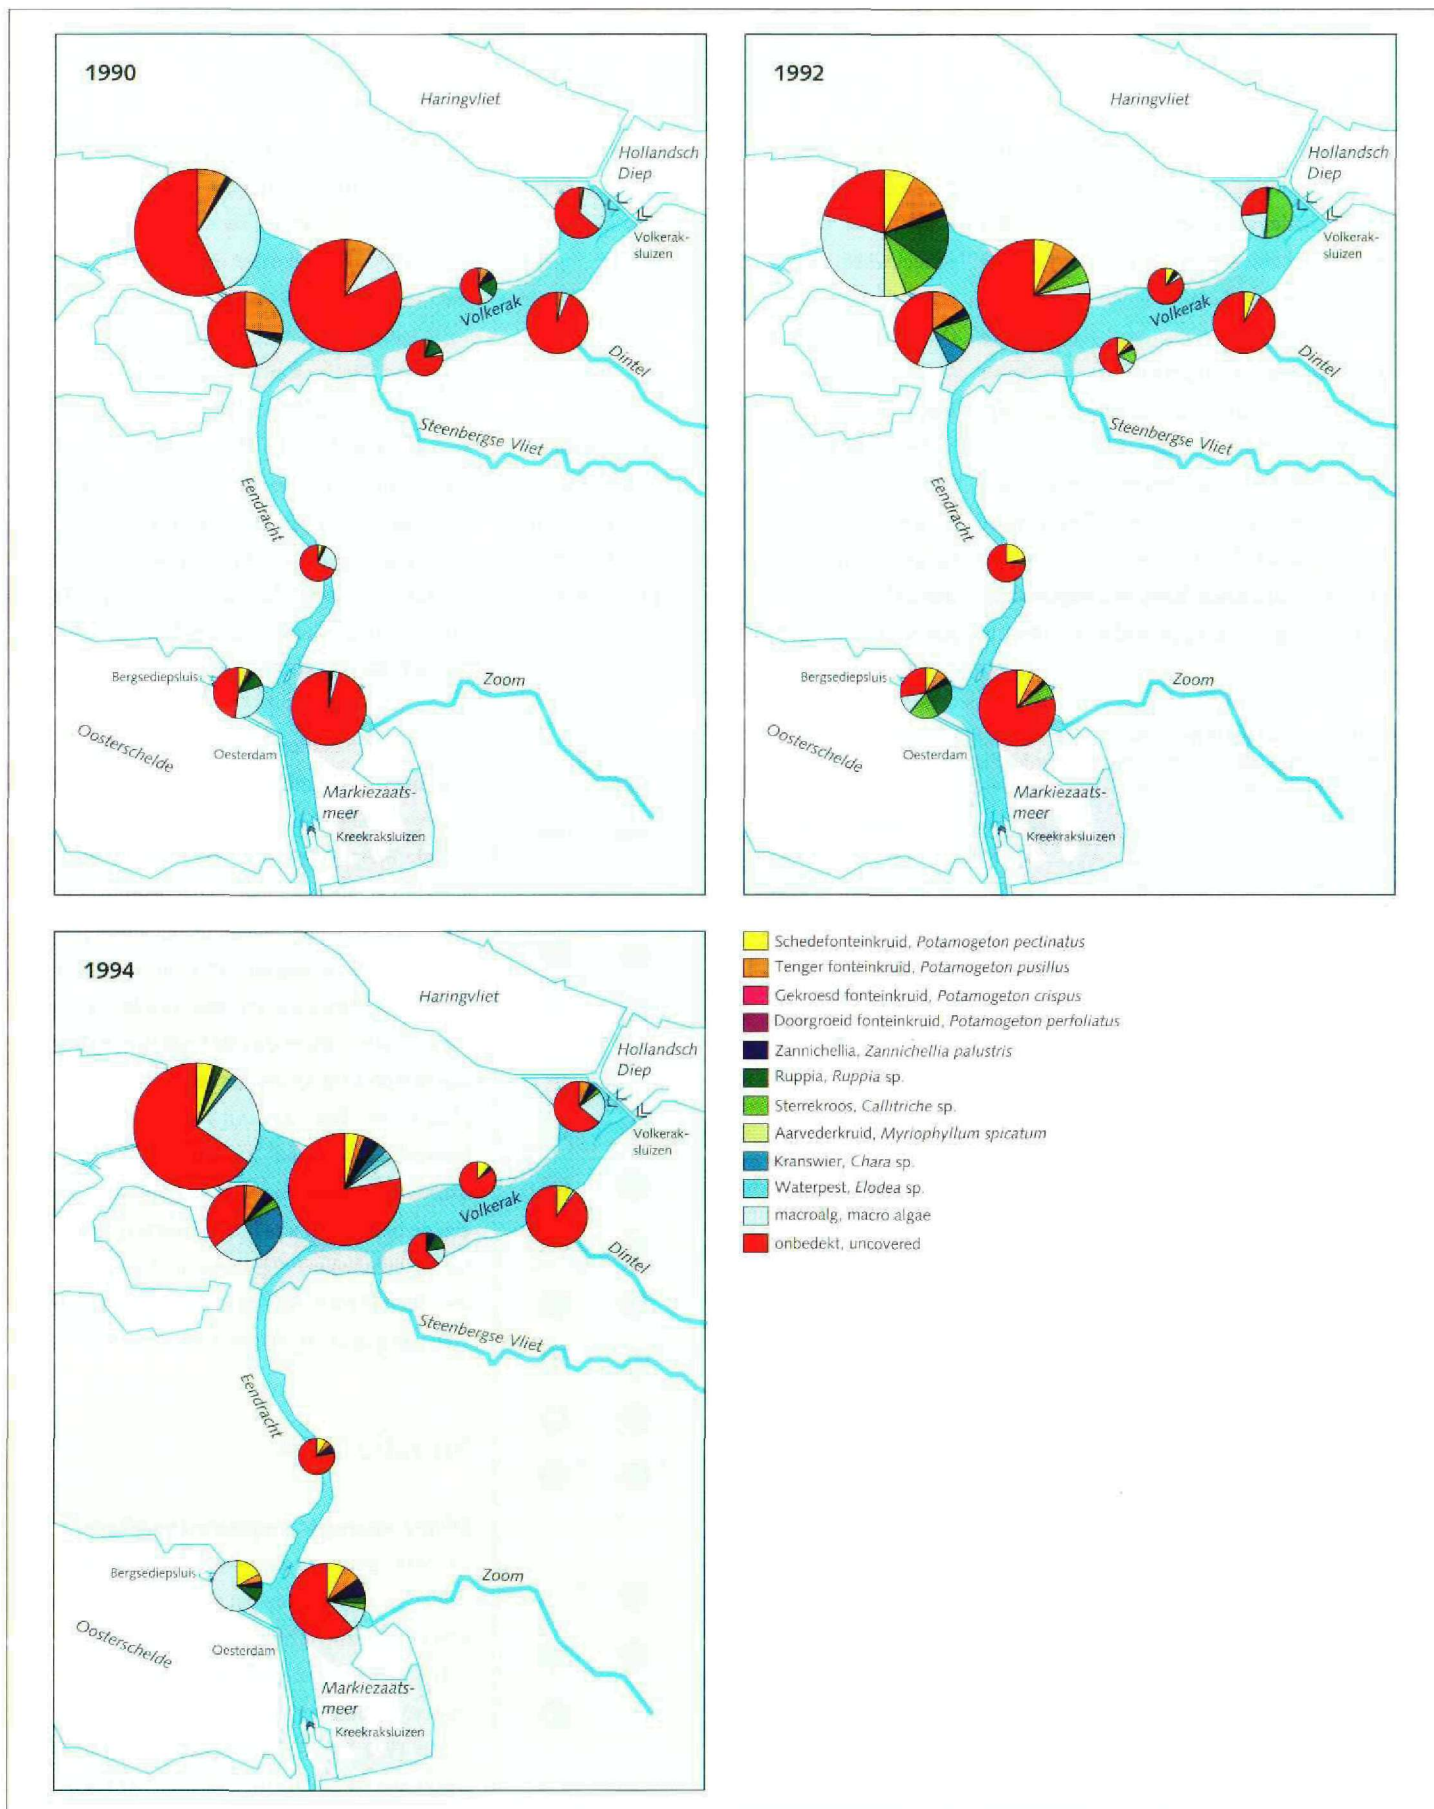 1990
Haringvliet
Hollandsch
Diep
Volkerak-
sluizen
Volkerak
Dintel
Steenbergse Vliet
Eendracht
Bergsediepsluis
Zoom
Oosterschelde
Oesterdam
Markiezaats-
meer
Kreekraksluizen
1992
Haringvliet
Hollandsch
Diep
Volkerak-
sluizen
Volkerak
Dintel
Steenbergse Vliet
Eendracht
Bergsediepsluis
Zoom
Oosterschelde
Oesterdam
Markiezaats-
meer
Kreekraksluizen
1994
Haringvliet
Hollandsch
Diep
Volkerak-
sluizen
Volkerak
Dintel
Steenbergse Vliet
Eendracht
Bergsediepsluis
Zoom
Oosterschelde
Oesterdam
Markiezaats-
meer
Kreekraksluizen
Schedefonteinkruid, Potamogeton pectinatus
Tenger fonteinkruid, Potamogeton pusillus
Gekroesd fonteinkruid, Potamogeton crispus
Doorgroeid fonteinkruid, Potamogeton perfoliatus
Zannichellia, Zannichellia palustris
Ruppia, Ruppia sp.
Sterrekroos, Callitriche sp.
Aarvederkruid, Myriophyllum spicatum
Kranswier, Chara sp.
Waterpest, Elodea sp.
macroalg, macro algae
onbedekt, uncovered